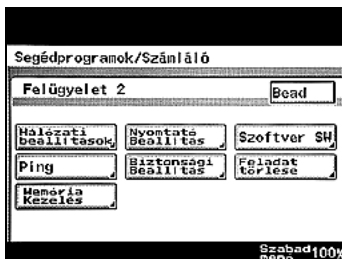 Segédprogramok/Számláló
Felügyelet 2
Bead
Hálózati
beállítások
Nyomtató
Beállítás
Szoftver SW
Ping
Biztonsági
Beállítás
Feladat
törlése
Memória
Kezelés
Szabad
memó
100%